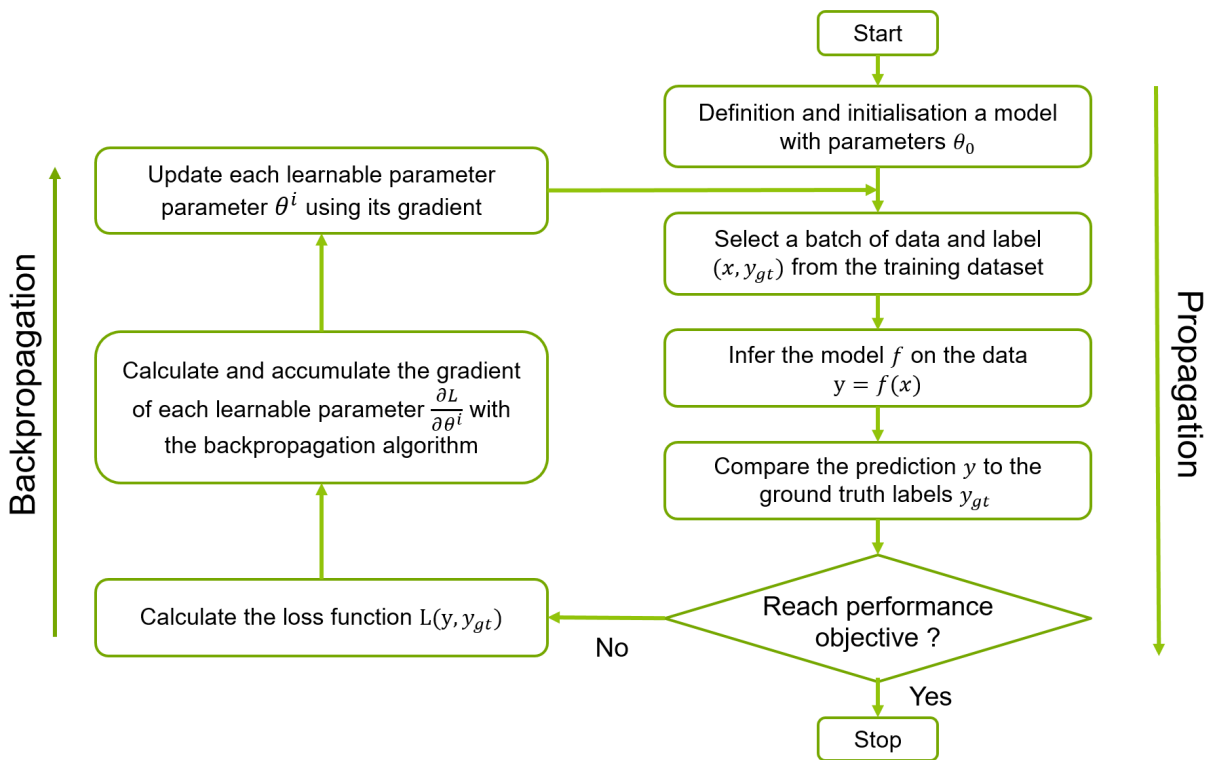 Start
Definition and initialisation a model
with parameters θ₀
Select a batch of data and label
(x, y_gt) from the training dataset
Infer the model f on the data
y = f(x)
Compare the prediction y to the
ground truth labels y_gt
Reach performance
objective ?
Yes
Stop
No
Calculate the loss function L(y, y_gt)
Calculate and accumulate the gradient
of each learnable parameter ∂L/∂θⁱ with
the backpropagation algorithm
Update each learnable parameter
parameter θⁱ using its gradient
Backpropagation
Propagation